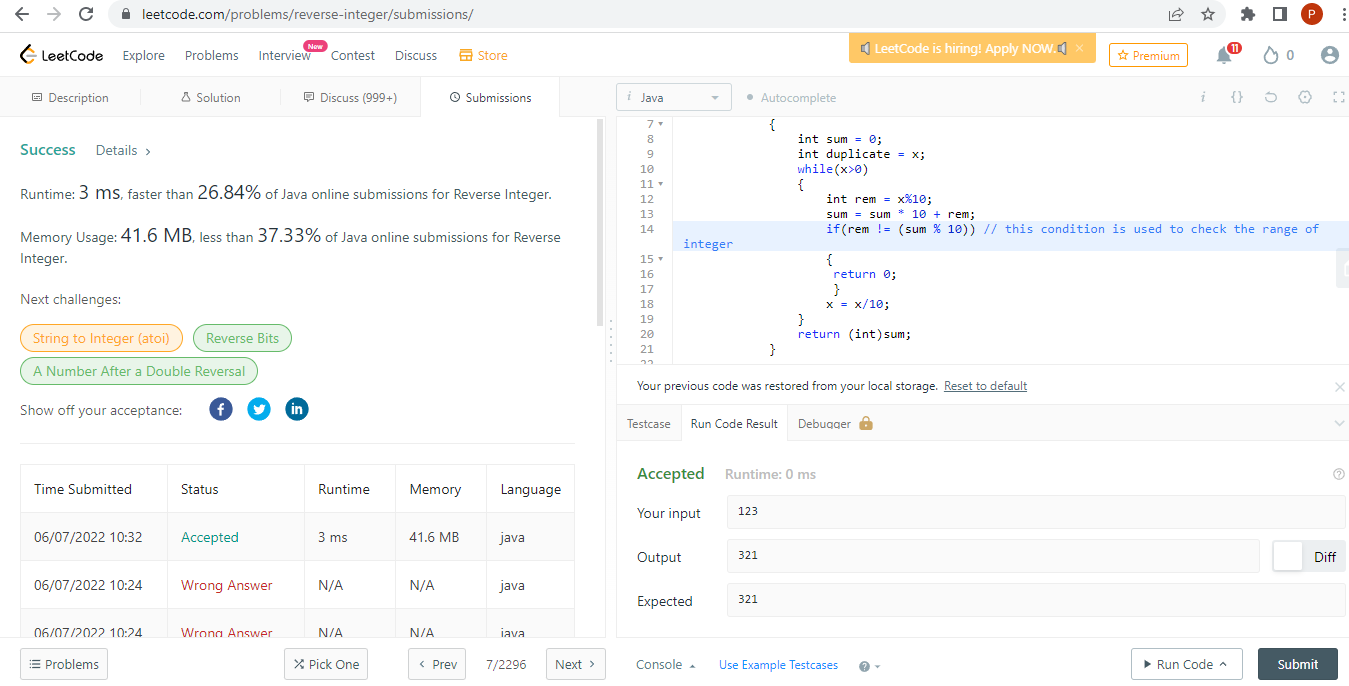 leetcode.com/problems/reverse-integer/submissions/
P
LeetCode Explore Problems Interview New Contest Discuss Store
LeetCode is hiring! Apply NOW. ×
Premium 11 0
Description Solution Discuss (999+) Submissions
Success Details >
Runtime: 3 ms, faster than 26.84% of Java online submissions for Reverse Integer.
Memory Usage: 41.6 MB, less than 37.33% of Java online submissions for Reverse
Integer.
Next challenges:
String to Integer (atoi) Reverse Bits
A Number After a Double Reversal
Show off your acceptance:
Time Submitted Status Runtime Memory Language
06/07/2022 10:32 Accepted 3 ms 41.6 MB java
06/07/2022 10:24 Wrong Answer N/A N/A java
06/07/2022 10:24 Wrong Answer N/A N/A java
Problems Pick One < Prev 7/2296 Next >
i Java Autocomplete i {}
7 {
8 int sum = 0;
9 int duplicate = x;
10 while(x>0)
11 {
12 int rem = x%10;
13 sum = sum * 10 + rem;
14 if(rem != (sum % 10)) // this condition is used to check the range of
integer
15 {
16 return 0;
17 }
18 x = x/10;
19 }
20 return (int)sum;
21 }
22
Your previous code was restored from your local storage. Reset to default ×
Testcase Run Code Result Debugger
Accepted Runtime: 0 ms ?
Your input 123
Output 321 Diff
Expected 321
Console Use Example Testcases ? Run Code Submit